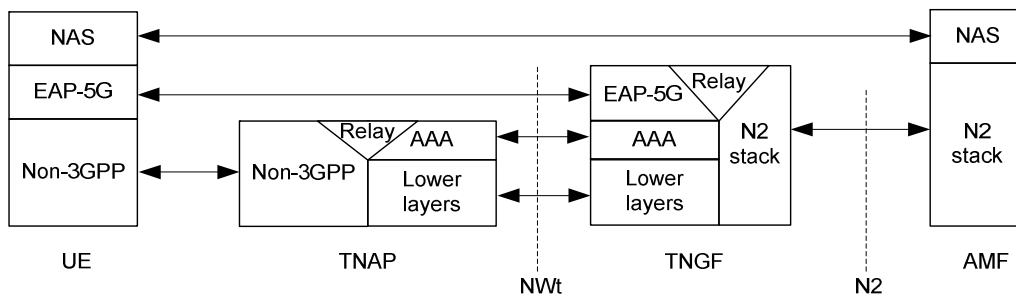 NAS
NAS
EAP-5G
EAP-5G
Relay
Relay
AAA
AAA
N2
stack
N2
stack
Non-3GPP
Non-3GPP
Lower
layers
Lower
layers
UE
TNAP
TNGF
AMF
NWt
N2